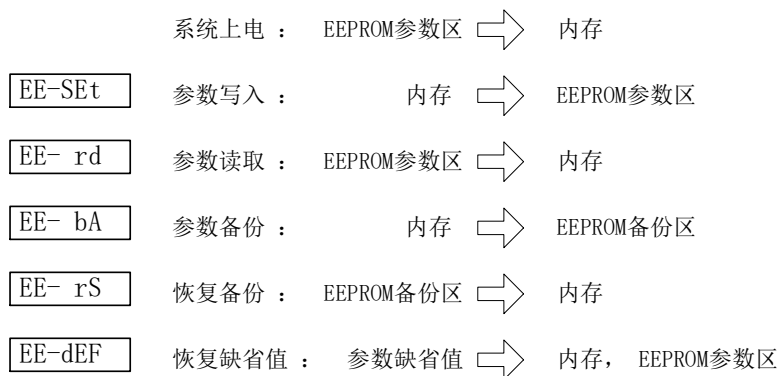 系统上电 : EEPROM参数区 内存
EE-SEt 参数写入 : 内存 EEPROM参数区
EE- rd 参数读取 : EEPROM参数区 内存
EE- bA 参数备份 : 内存 EEPROM备份区
EE- rS 恢复备份 : EEPROM备份区 内存
EE-dEF 恢复缺省值 : 参数缺省值 内存, EEPROM参数区